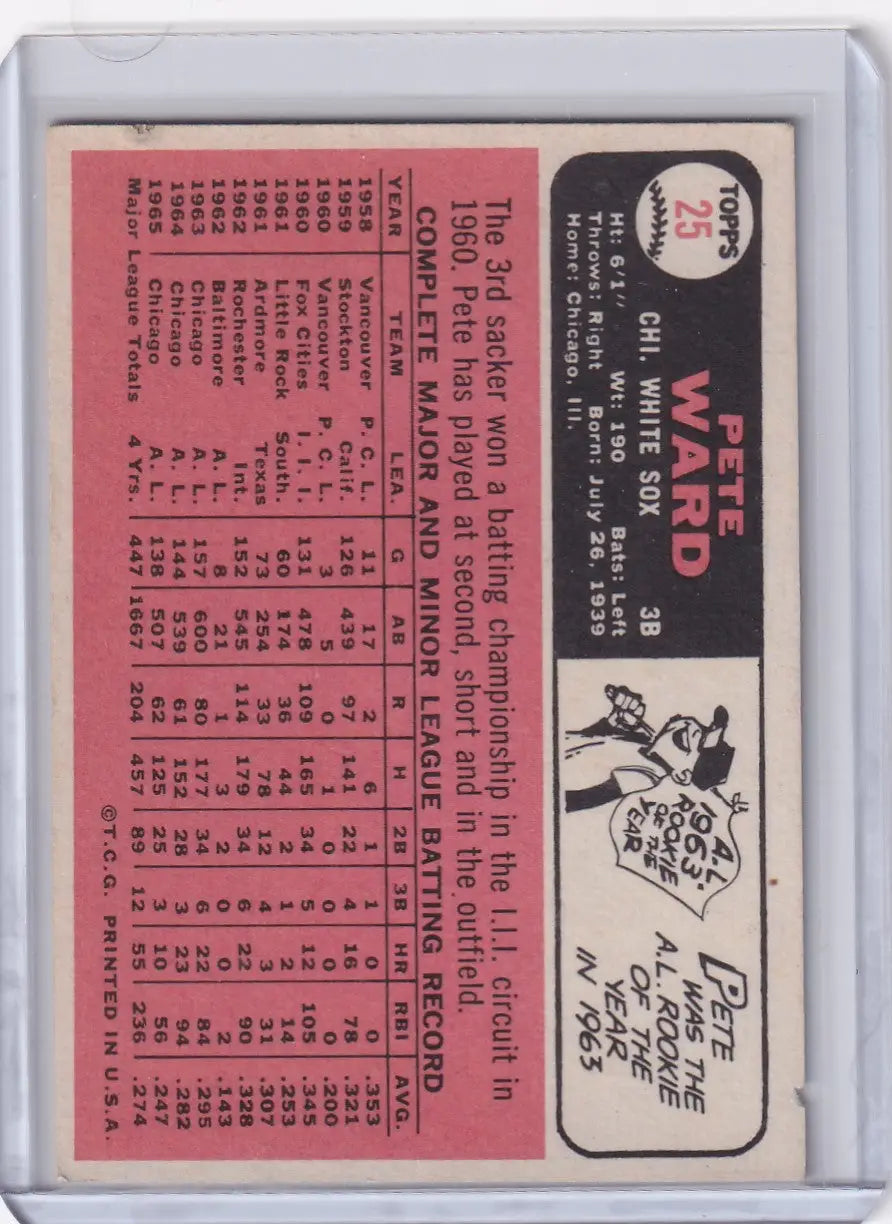 TOPPS
25
PETE
WARD
CHI. WHITE SOX 3B
Ht: 6'1" Wt: 190 Bats: Left
Throws: Right Born: July 26, 1939
Home: Chicago, Ill.
A.L
1963
ROOKIE
OF THE
YEAR
PETE
WAS THE
A.L. ROOKIE
OF THE
YEAR
IN 1963
The 3rd sacker won a batting championship in the I.I.I. circuit in
1960. Pete has played at second, short and in the outfield.
COMPLETE MAJOR AND MINOR LEAGUE BATTING RECORD
YEAR TEAM LEA. G AB R H 2B 3B HR RBI AVG.
1958 Vancouver P. C. L. 11 17 2 6 1 1 0 0 .353
1959 Stockton Calif. 126 439 97 141 22 4 16 78 .321
1960 Vancouver P. C. L. 3 5 0 1 0 0 0 0 .200
1960 Fox Cities I. I. I. 131 478 109 165 34 5 12 105 .345
1961 Little Rock South. 60 174 36 44 2 1 2 14 .253
1961 Ardmore Texas 73 254 33 78 12 4 3 31 .307
1962 Rochester Int. 152 545 114 179 34 6 22 90 .328
1962 Baltimore A. L. 8 21 1 3 2 0 0 2 .143
1963 Chicago A. L. 157 600 80 177 34 6 22 84 .295
1964 Chicago A. L. 144 539 61 152 28 3 23 94 .282
1965 Chicago A. L. 138 507 62 125 25 3 10 56 .247
Major League Totals 4 Yrs. 447 1667 204 457 89 12 55 236 .274
©T.C.G. PRINTED IN U.S.A.